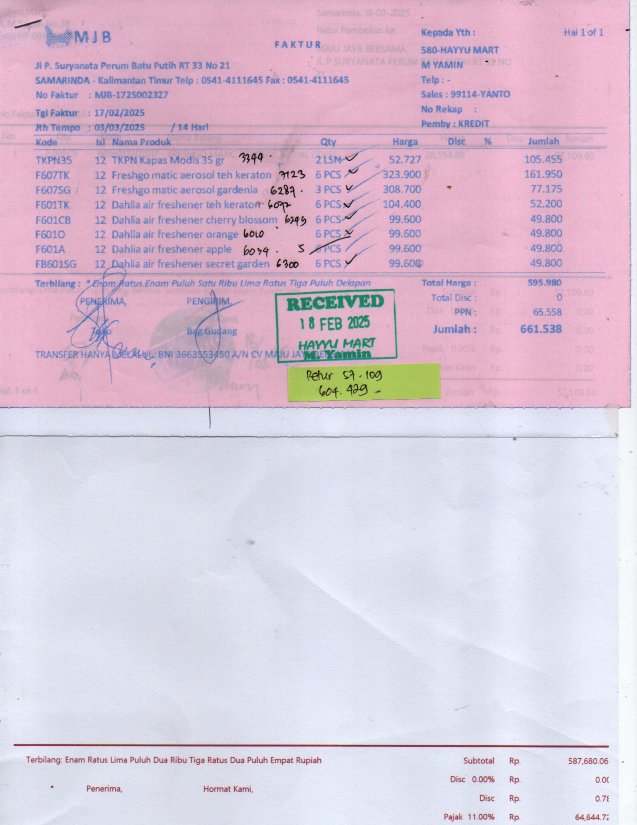 MJB
FAKTUR
Kepada Yth :
Hal 1 of 1
580-HAYYU MART
Jl P. Suryanata Perum Batu Putih RT 33 No 21
M YAMIN
SAMARINDA - Kalimantan Timur Telp : 0541-4111645 Fax : 0541-4111645
Telp : -
No Faktur : MJB-1725002327
Sales : 99114-YANTO
Tgl Faktur : 17/02/2025
No Rekap :
Jth Tempo : 03/03/2025 / 14 Hari
Pemby : KREDIT
Kode Isi Nama Produk Qty Harga Disc % Jumlah
TKPN35 12 TKPN Kapas Modis 35 gr 2 LSN 52.727 105.455
F607TK 12 Freshgo matic aerosol teh keraton 7123 6 PCS 323.900 161.950
F607SG 12 Freshgo matic aerosol gardenia 6287. 3 PCS 308.700 77.175
F601TK 12 Dahlia air freshener teh keraton 6 PCS 104.400 52.200
F601CB 12 Dahlia air freshener cherry blossom 6 PCS 99.600 49.800
F601O 12 Dahlia air freshener orange 6010 6 PCS 99.600 49.800
F601A 12 Dahlia air freshener apple 5 6 PCS 99.600 49.800
FB601SG 12 Dahlia air freshener secret garden 6300 6 PCS 99.600 49.800
Terbilang : * Enam Ratus Enam Puluh Satu Ribu Lima Ratus Tiga Puluh Delapan
Total Harga : 595.980
PENERIMA, PENGIRIM,
Total Disc : 0
PPN : 65.558
Jumlah : 661.538
Bag.Gudang
RECEIVED
18 FEB 2025
HAYYU MART
M. Yamin
TRANSFER HANYA MELALUI BNI 3663553450 A/N CV MAJU JAYA
Retur 57.109
604.429 -
Terbilang: Enam Ratus Lima Puluh Dua Ribu Tiga Ratus Dua Puluh Empat Rupiah
Subtotal Rp. 587,680.06
Disc 0.00% Rp. 0.00
Penerima, Hormat Kami,
Disc Rp. 0.78
Pajak 11.00% Rp. 64,644.72